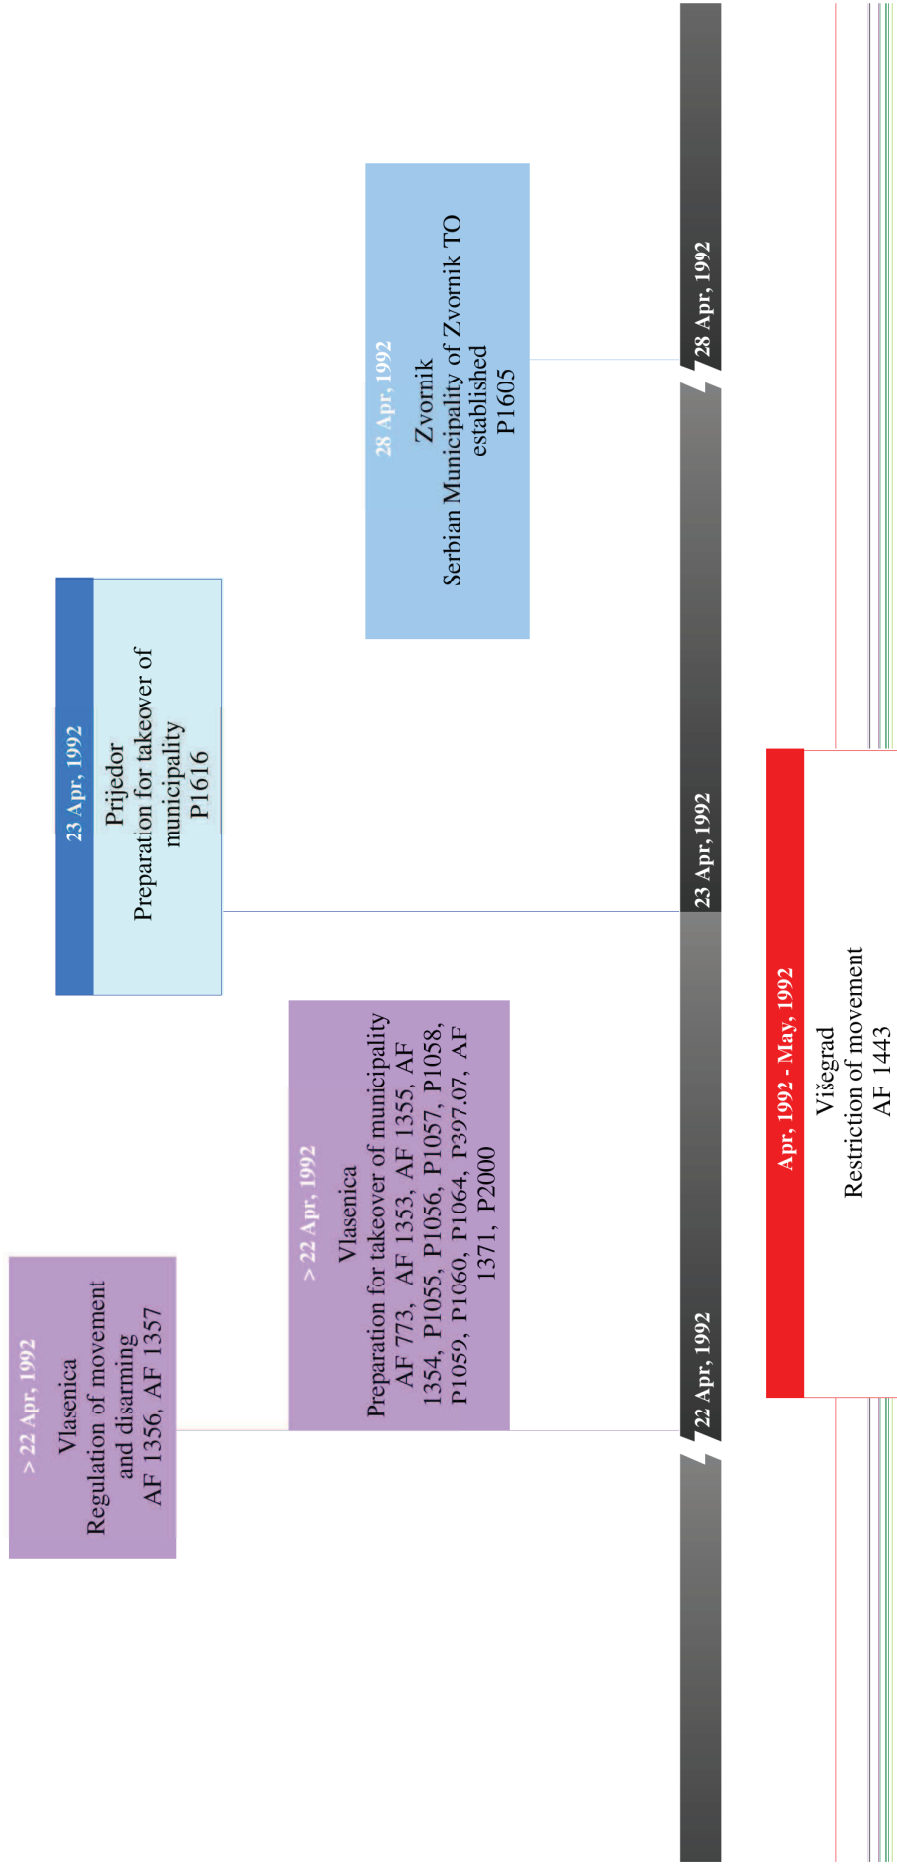 > 22 Apr, 1992
Vlasenica
Regulation of movement
and disarming
AF 1356, AF 1357
> 22 Apr, 1992
Vlasenica
Preparation for takeover of municipality
AF 773, AF 1353, AF 1355, AF
1354, P1055, P1056, P1057, P1058,
P1059, P1060, P1064, P397.07, AF
1371, P2000
23 Apr, 1992
Prijedor
Preparation for takeover of
municipality
P1616
28 Apr, 1992
Zvornik
Serbian Municipality of Zvornik TO
established
P1605
22 Apr, 1992
23 Apr,1992
28 Apr, 1992
Apr, 1992 - May, 1992
Višegrad
Restriction of movement
AF 1443